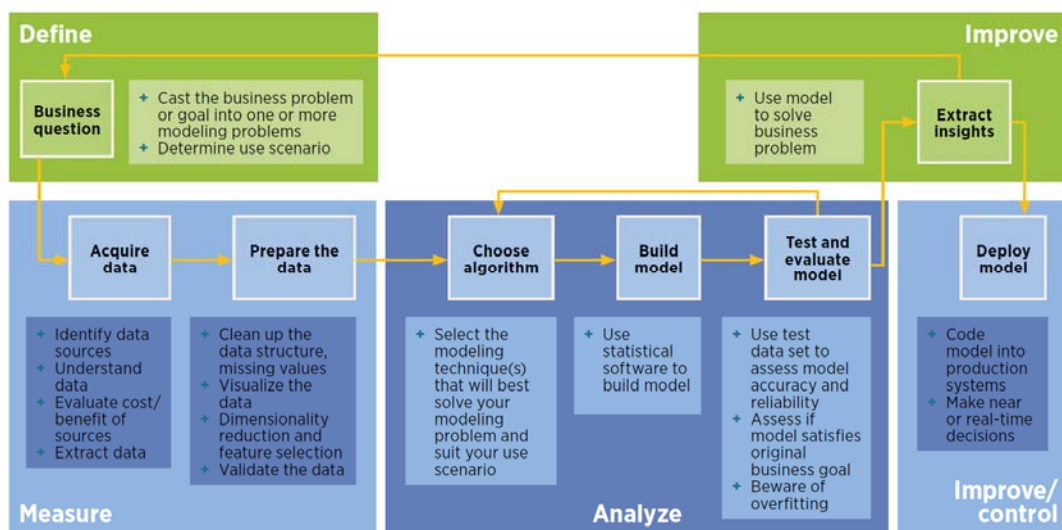 Define
Business
question
+ Cast the business problem
or goal into one or more
modeling problems
+ Determine use scenario
Improve
+ Use model
to solve
business
problem
Extract
insights
Acquire
data
Prepare the
data
Choose
algorithm
Build
model
Test and
evaluate
model
Deploy
model
+ Identify data
sources
+ Understand
data
+ Evaluate cost/
benefit of
sources
+ Extract data
+ Clean up the
data structure,
missing values
+ Visualize the
data
+ Dimensionality
reduction and
feature selection
+ Validate the data
+ Select the
modeling
technique(s)
that will best
solve your
modeling
problem and
suit your use
scenario
+ Use
statistical
software to
build model
+ Use test
data set to
assess model
accuracy and
reliability
+ Assess if
model satisfies
original
business goal
+ Beware of
overfitting
+ Code
model into
production
systems
+ Make near
or real-time
decisions
Measure
Analyze
Improve/
control